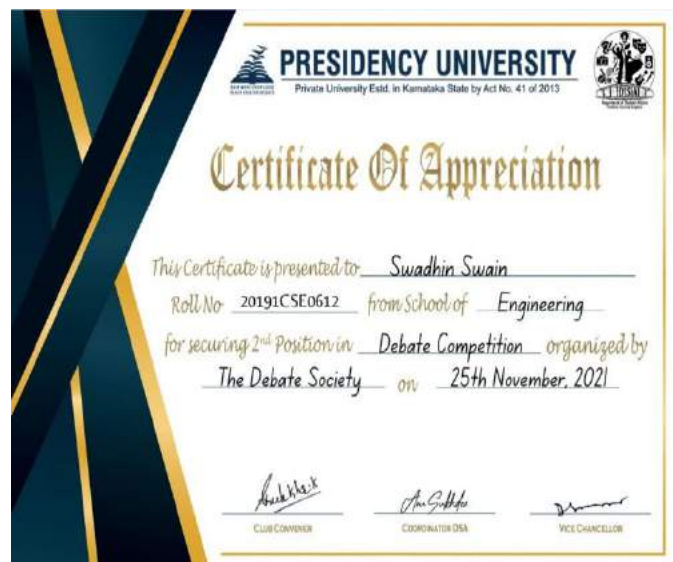 PRESIDENCY UNIVERSITY
Private University Estd. in Karnataka State by Act No. 41 of 2013
Certificate Of Appreciation
This Certificate is presented to Swadhin Swain
Roll No 20191CSE0612 from School of Engineering
for securing 2nd Position in Debate Competition organized by
The Debate Society on 25th November, 2021
CLUB CONVENER COORDINATOR DSA VICE CHANCELLOR